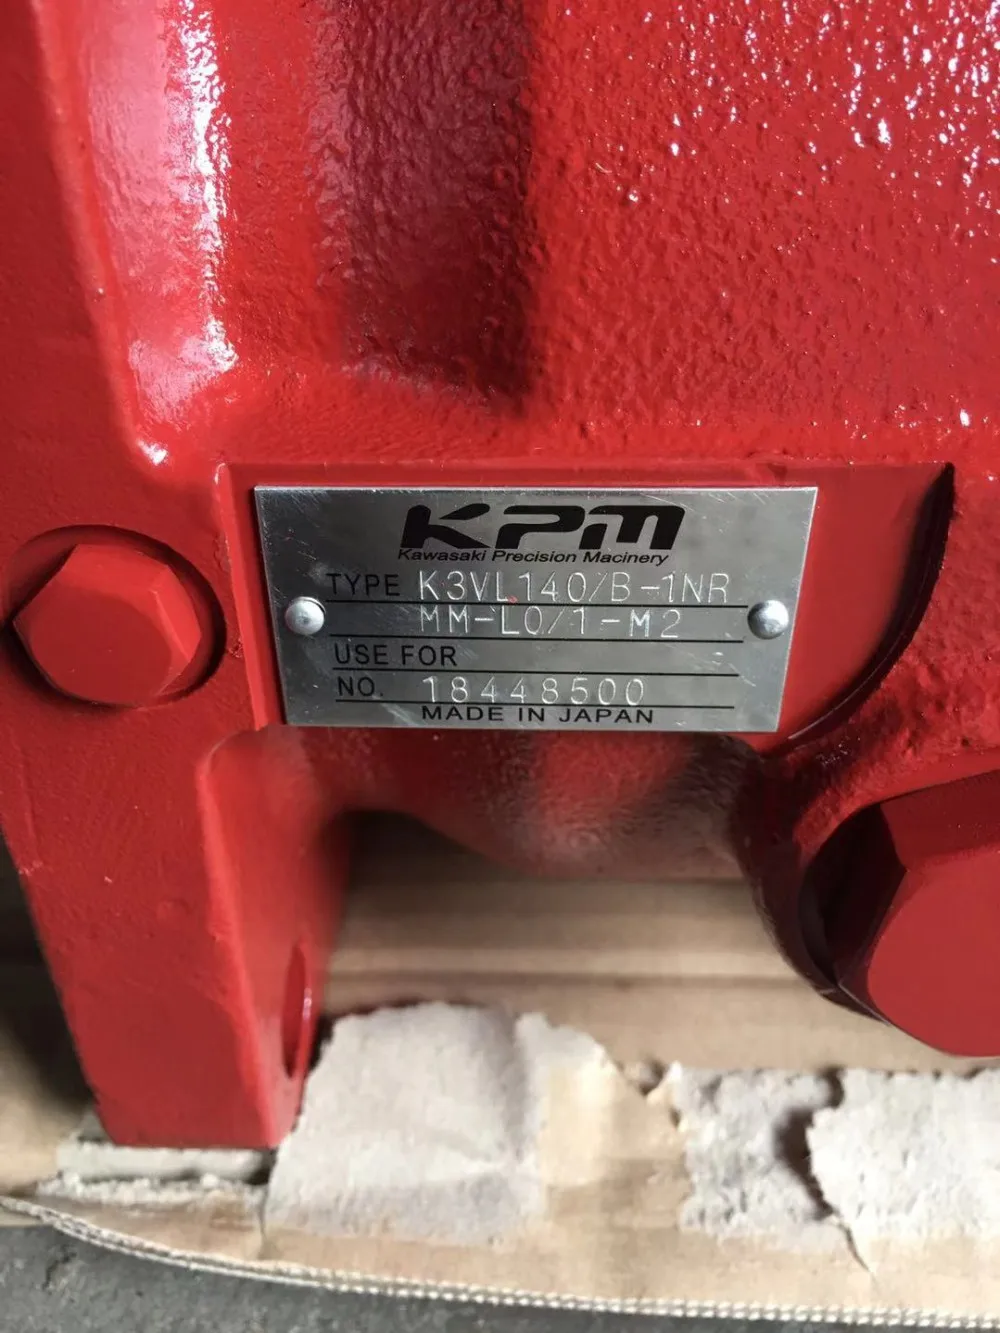 KPM
Kawasaki Precision Macinery
TYPE K3VL140/B-1NR
MM-L0/1-M2
USE FOR
NO. 18448500
MADE IN JAPAN